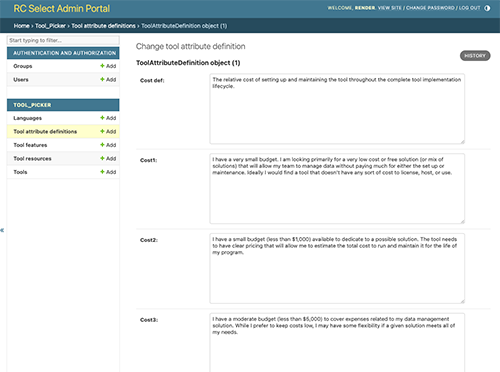 RC Select Admin Portal
WELCOME, RENDER. VIEW SITE / CHANGE PASSWORD / LOG OUT
Home › Tool_Picker › Tool attribute definitions › ToolAttributeDefinition object (1)
Start typing to filter...
AUTHENTICATION AND AUTHORIZATION
Groups + Add
Users + Add
TOOL_PICKER
Languages + Add
Tool attribute definitions + Add
Tool features + Add
Tool resources + Add
Tools + Add
«
Change tool attribute definition
ToolAttributeDefinition object (1)
HISTORY
Cost def:
The relative cost of setting up and maintaining the tool throughout the complete tool implementation
lifecycle.
Cost1:
I have a very small budget. I am looking primarily for a very low cost or free solution (or mix of
solutions) that will allow my team to manage data without paying much for either the set up or
maintenance. Ideally I would find a tool that doesn't have any sort of cost to license, host, or use.
Cost2:
I have a small budget (less than $1,000) available to dedicate to a possible solution. The tool needs
to have clear pricing that will allow me to estimate the total cost to run and maintain it for the life of
my program.
Cost3:
I have a moderate budget (less than $5,000) to cover expenses related to my data management
solution. While I prefer to keep costs low, I may have some flexibility if a given solution meets all of
my needs.